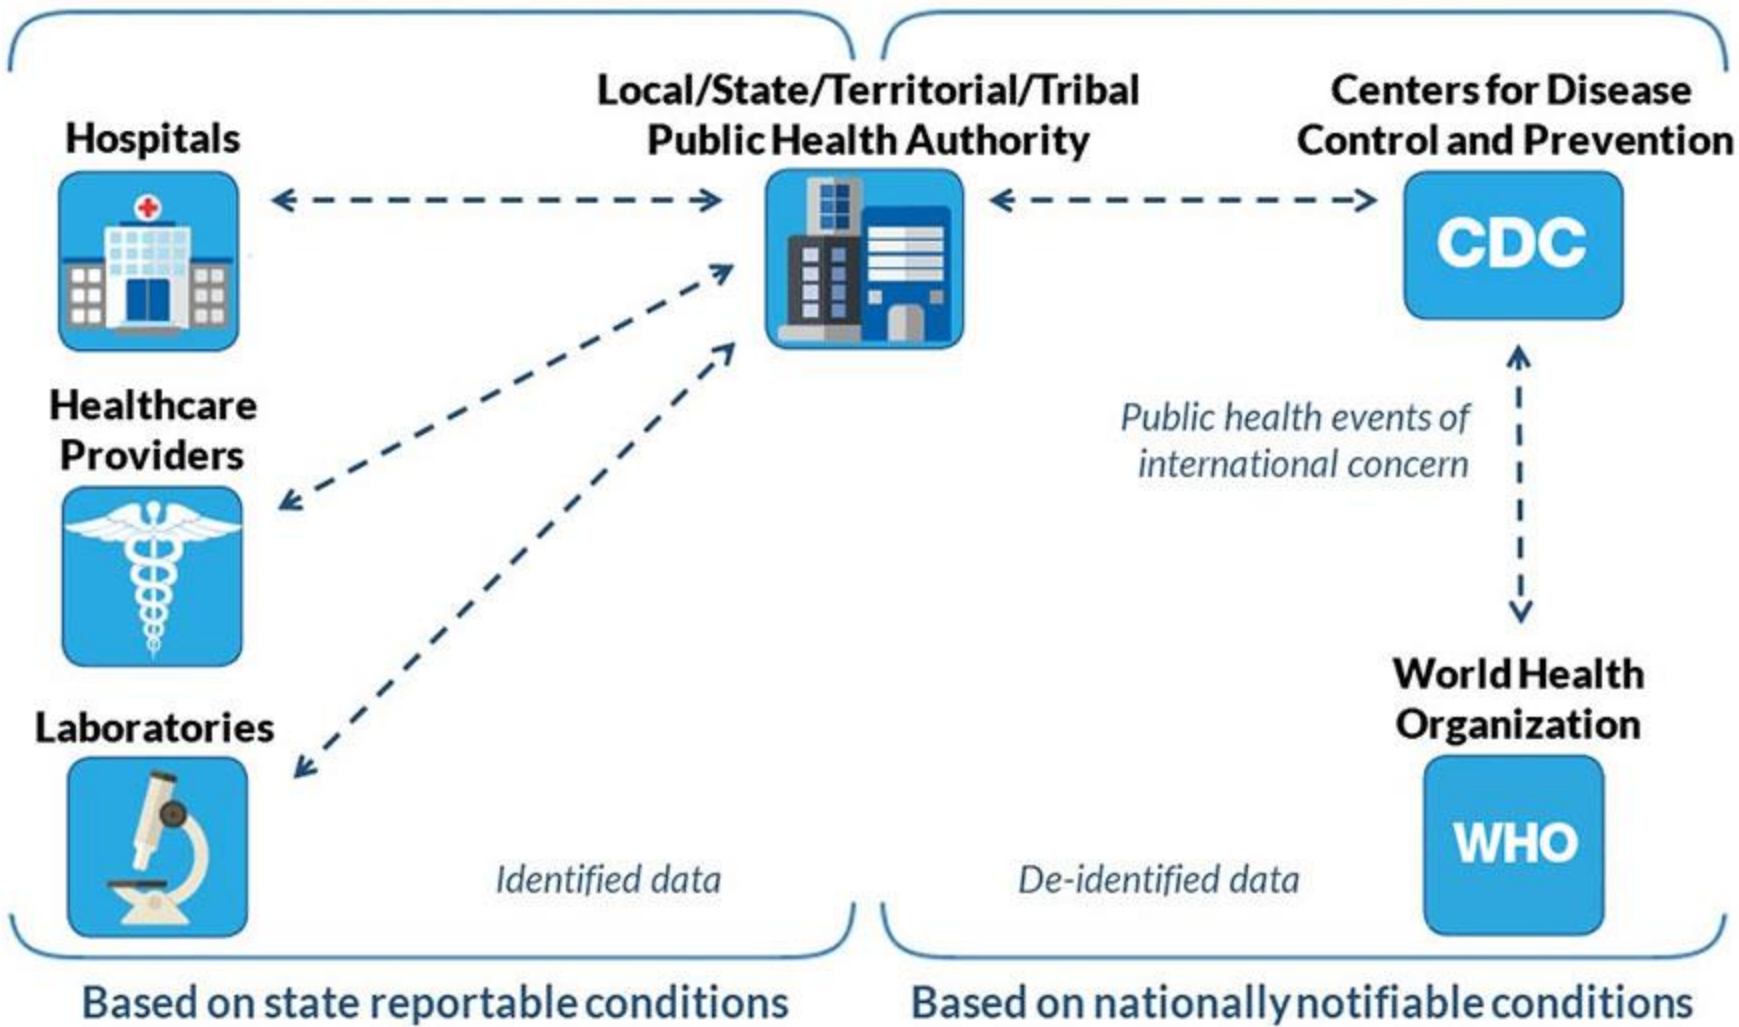 Hospitals
Healthcare
Providers
Laboratories
Local/State/Territorial/Tribal
Public Health Authority
Identified data
Based on state reportable conditions
Centers for Disease
Control and Prevention
CDC
Public health events of
international concern
World Health
Organization
WHO
De-identified data
Based on nationally notifiable conditions